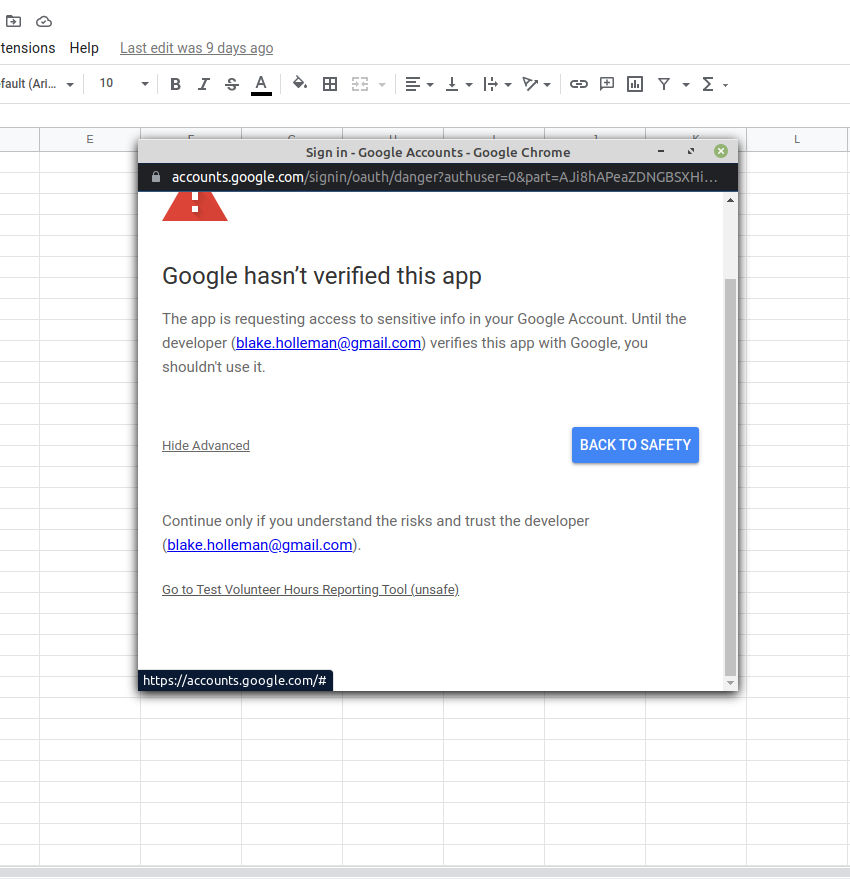 tensions Help Last edit was 9 days ago
efault (Ari... 10 B I S A
E F G H I J K L
Sign in - Google Accounts - Google Chrome
accounts.google.com/signin/oauth/danger?authuser=0&part=AJi8hAPeaZDNGBSXHi...
Google hasn’t verified this app
The app is requesting access to sensitive info in your Google Account. Until the
developer (blake.holleman@gmail.com) verifies this app with Google, you
shouldn't use it.
Hide Advanced
BACK TO SAFETY
Continue only if you understand the risks and trust the developer
(blake.holleman@gmail.com).
Go to Test Volunteer Hours Reporting Tool (unsafe)
https://accounts.google.com/#